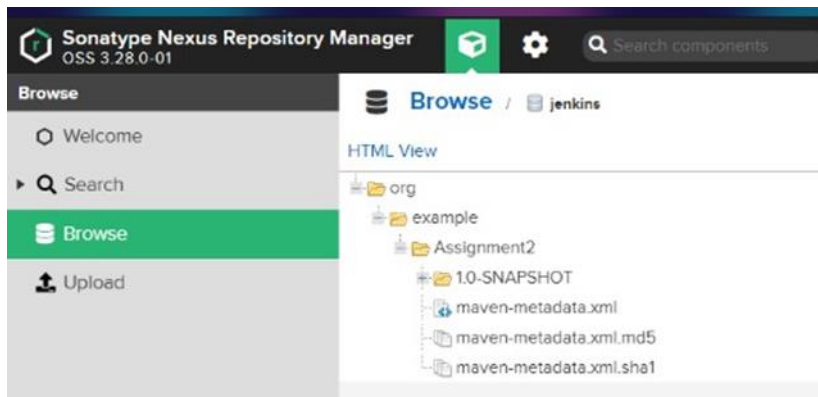 Sonatype Nexus Repository Manager
OSS 3.28.0-01
Search components
Browse
Browse / jenkins
Welcome
HTML View
Search
org
example
Browse
Assignment2
1.0-SNAPSHOT
Upload
maven-metadata.xml
maven-metadata.xml.md5
maven-metadata.xml.sha1